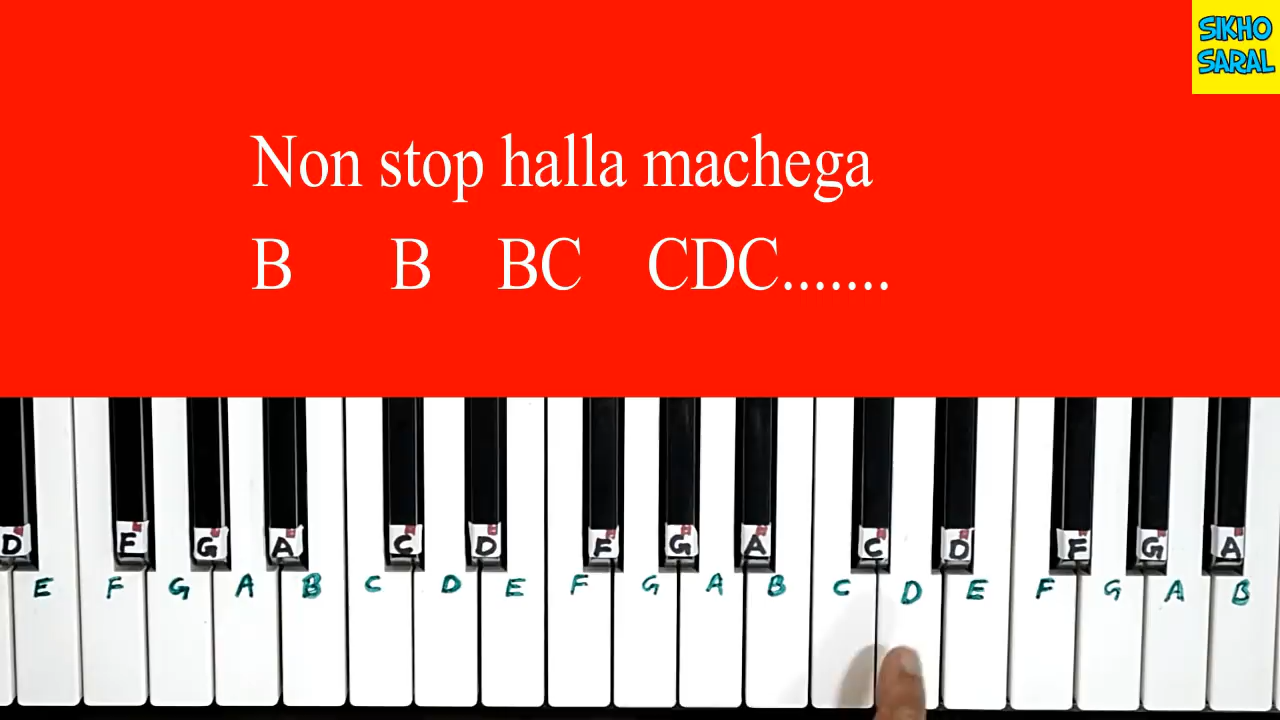 SIKHO
SARAL
Non stop halla machega
B B BC CDC.......
D F G A C D F G A C D F G A
E F G A B C D E F G A B C D E F G A B